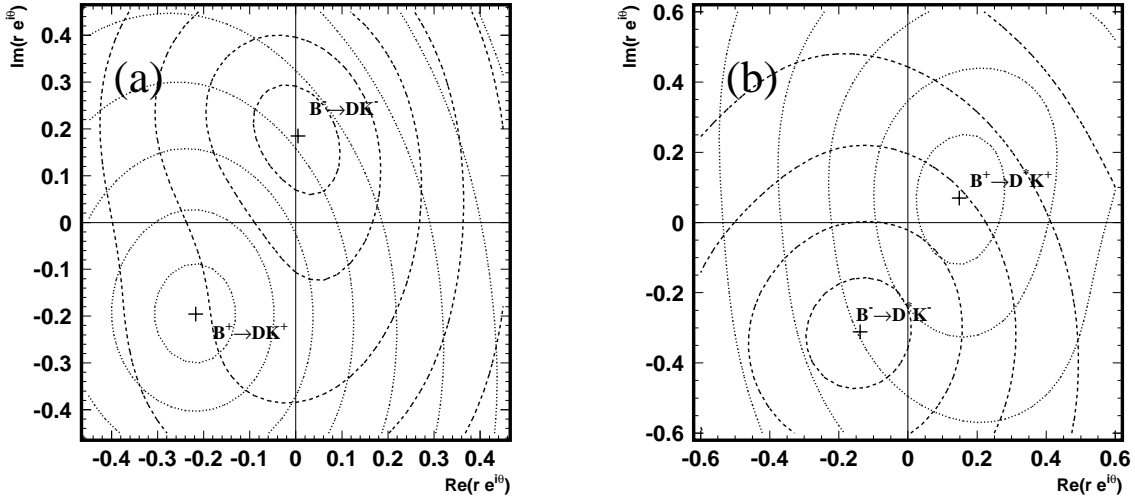 Im(r e^iθ)
0.4
0.3
0.2
0.1
0
-0.1
-0.2
-0.3
-0.4
(a)
B⁻→DK⁻
B⁺→DK⁺
-0.4 -0.3 -0.2 -0.1 0 0.1 0.2 0.3 0.4
Re(r e^iθ)
Im(r e^iθ)
0.6
0.4
0.2
0
-0.2
-0.4
-0.6
(b)
B⁺→D*K⁺
B⁻→D*K⁻
-0.6 -0.4 -0.2 0 0.2 0.4 0.6
Re(r e^iθ)